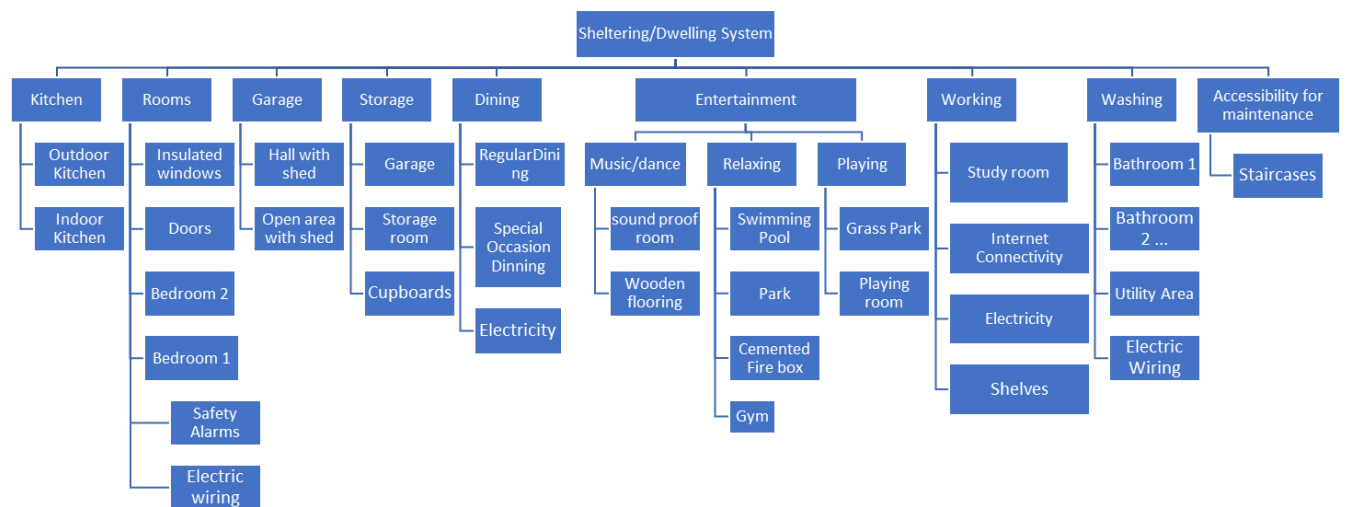 Sheltering/Dwelling System
Kitchen
Rooms
Garage
Storage
Dining
Entertainment
Working
Washing
Accessibility for
maintenance
Outdoor
Kitchen
Indoor
Kitchen
Insulated
windows
Doors
Bedroom 2
Bedroom 1
Safety
Alarms
Electric
wiring
Hall with
shed
Open area
with shed
Garage
Storage
room
Cupboards
RegularDini
ng
Special
Occasion
Dinning
Electricity
Music/dance
sound proof
room
Wooden
flooring
Relaxing
Swimming
Pool
Park
Cemented
Fire box
Gym
Playing
Grass Park
Playing
room
Study room
Internet
Connectivity
Electricity
Shelves
Bathroom 1
Bathroom
2 ...
Utility Area
Electric
Wiring
Staircases